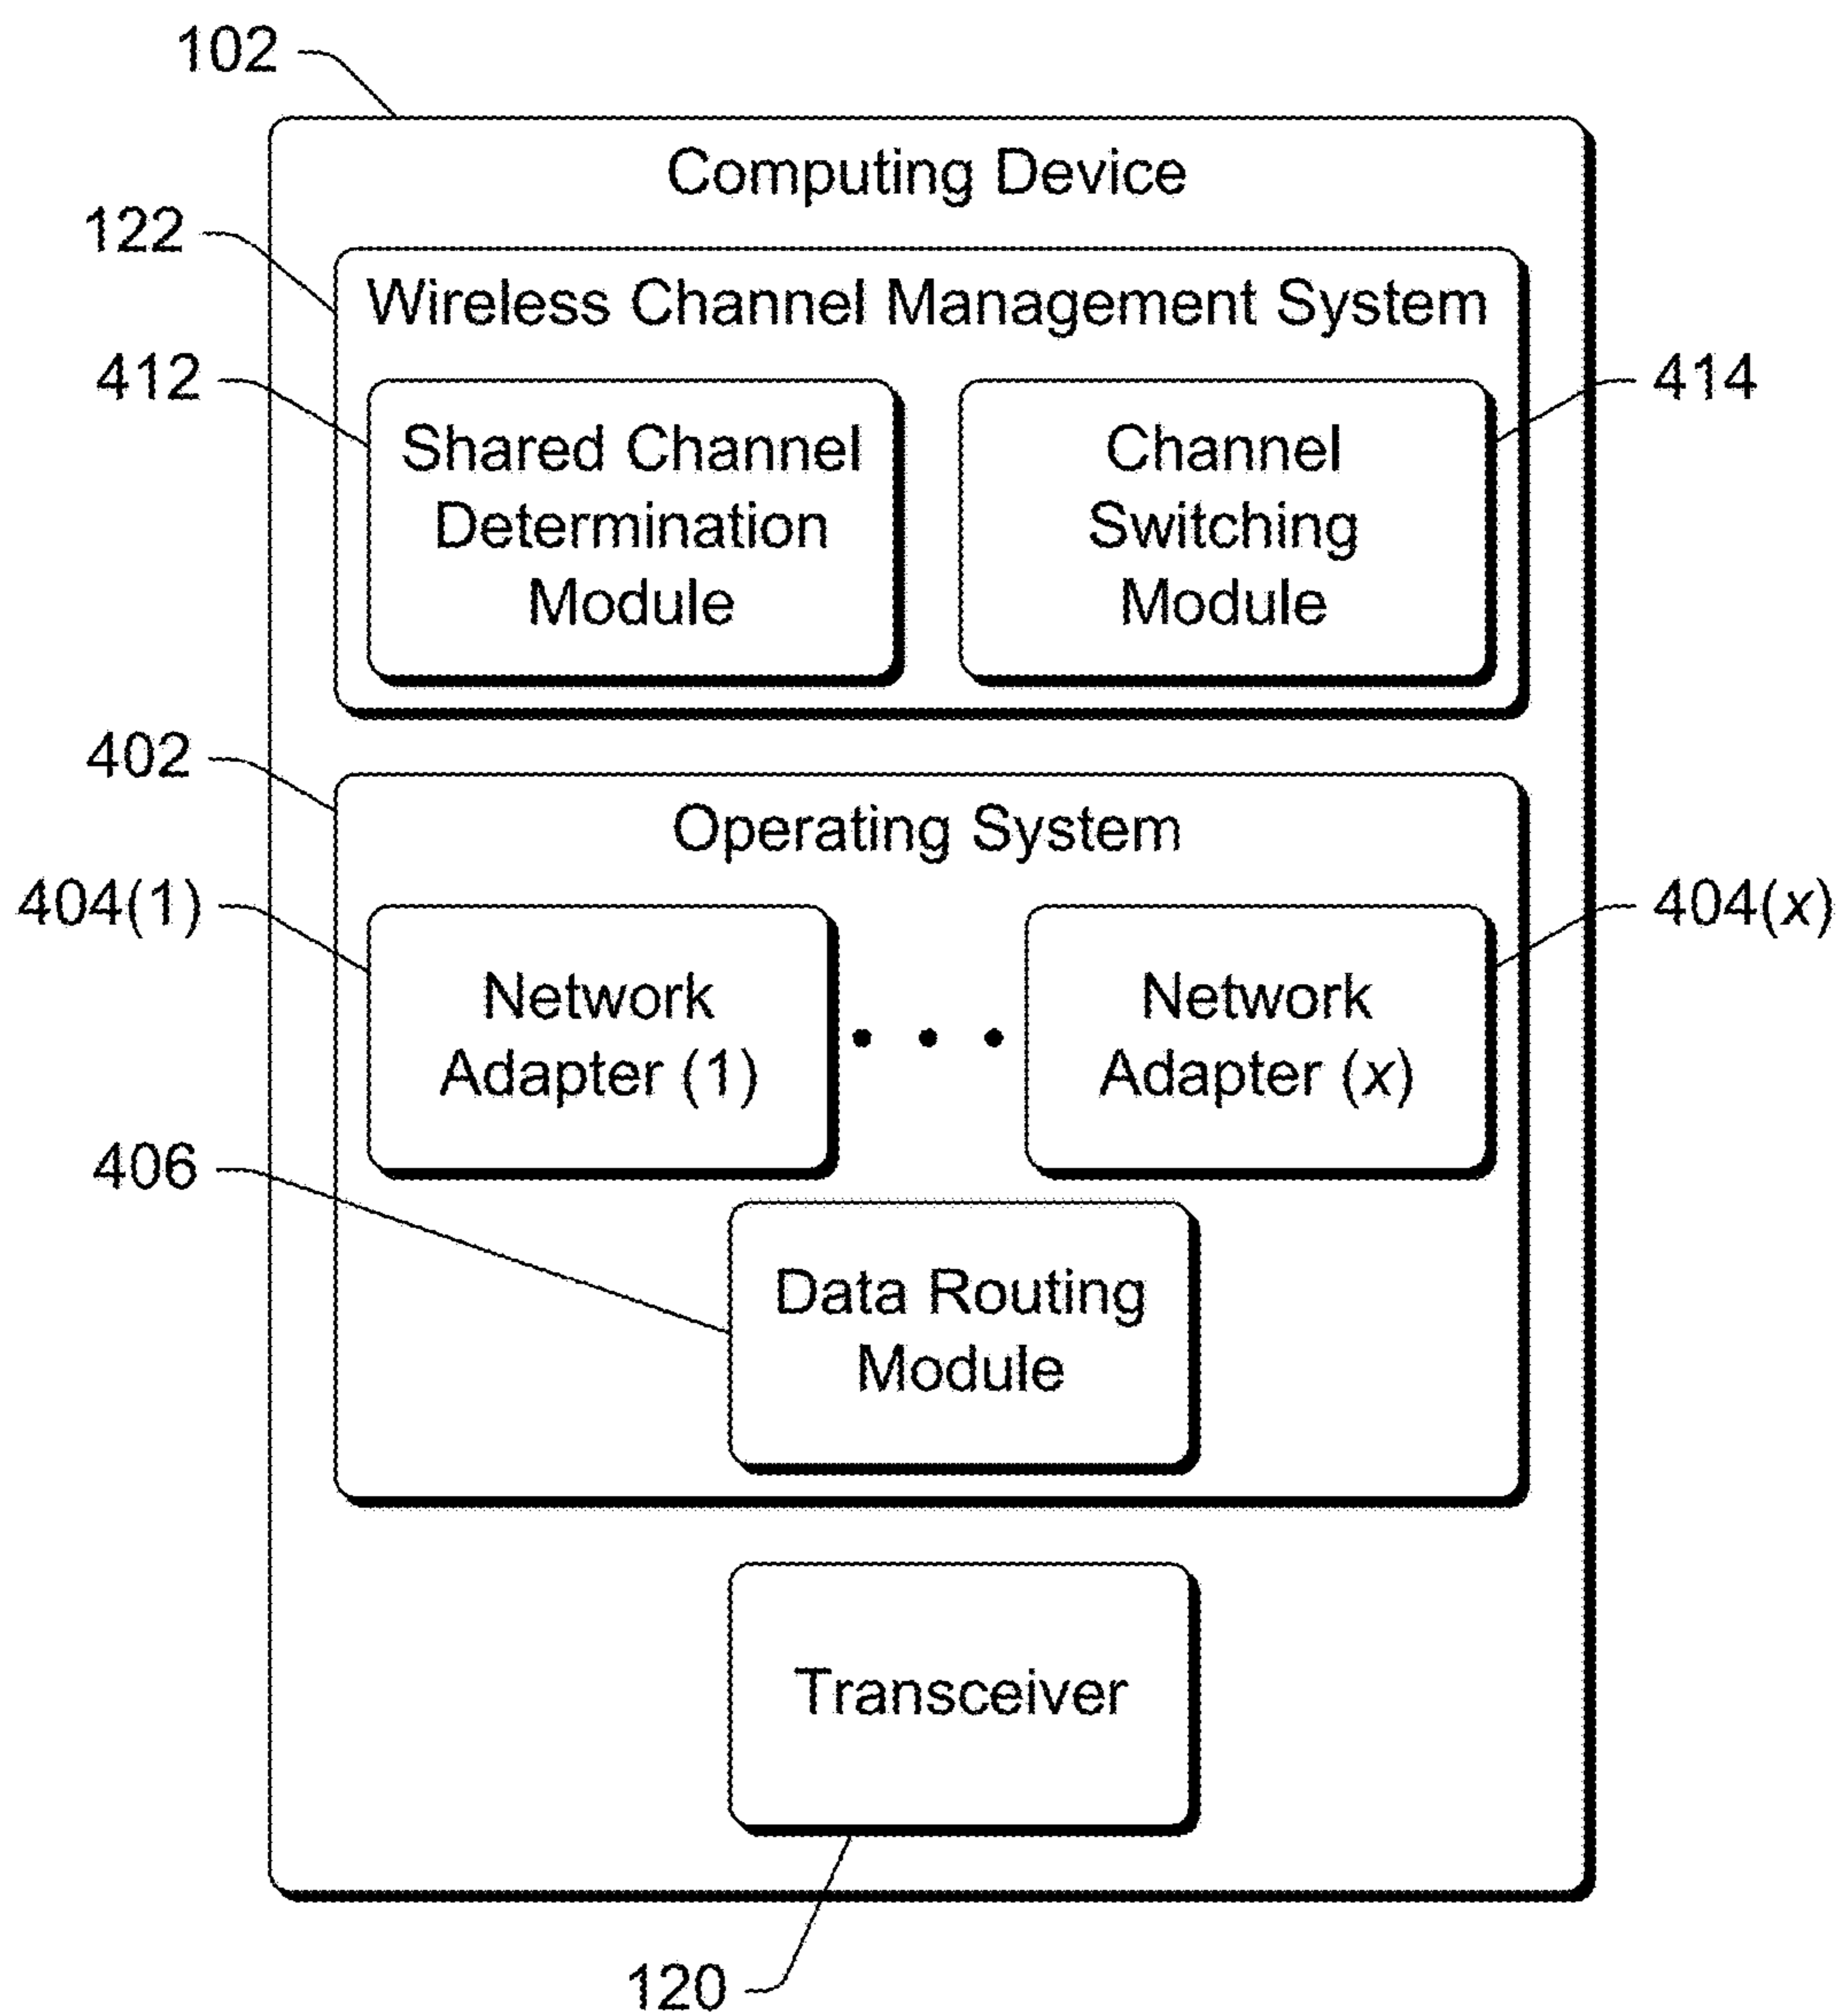 102
Computing Device
122
Wireless Channel Management System
412
414
Shared Channel
Determination
Module
Channel
Switching
Module
402
Operating System
404(1)
404(x)
Network
Adapter (1)
Network
Adapter (x)
406
Data Routing
Module
Transceiver
120